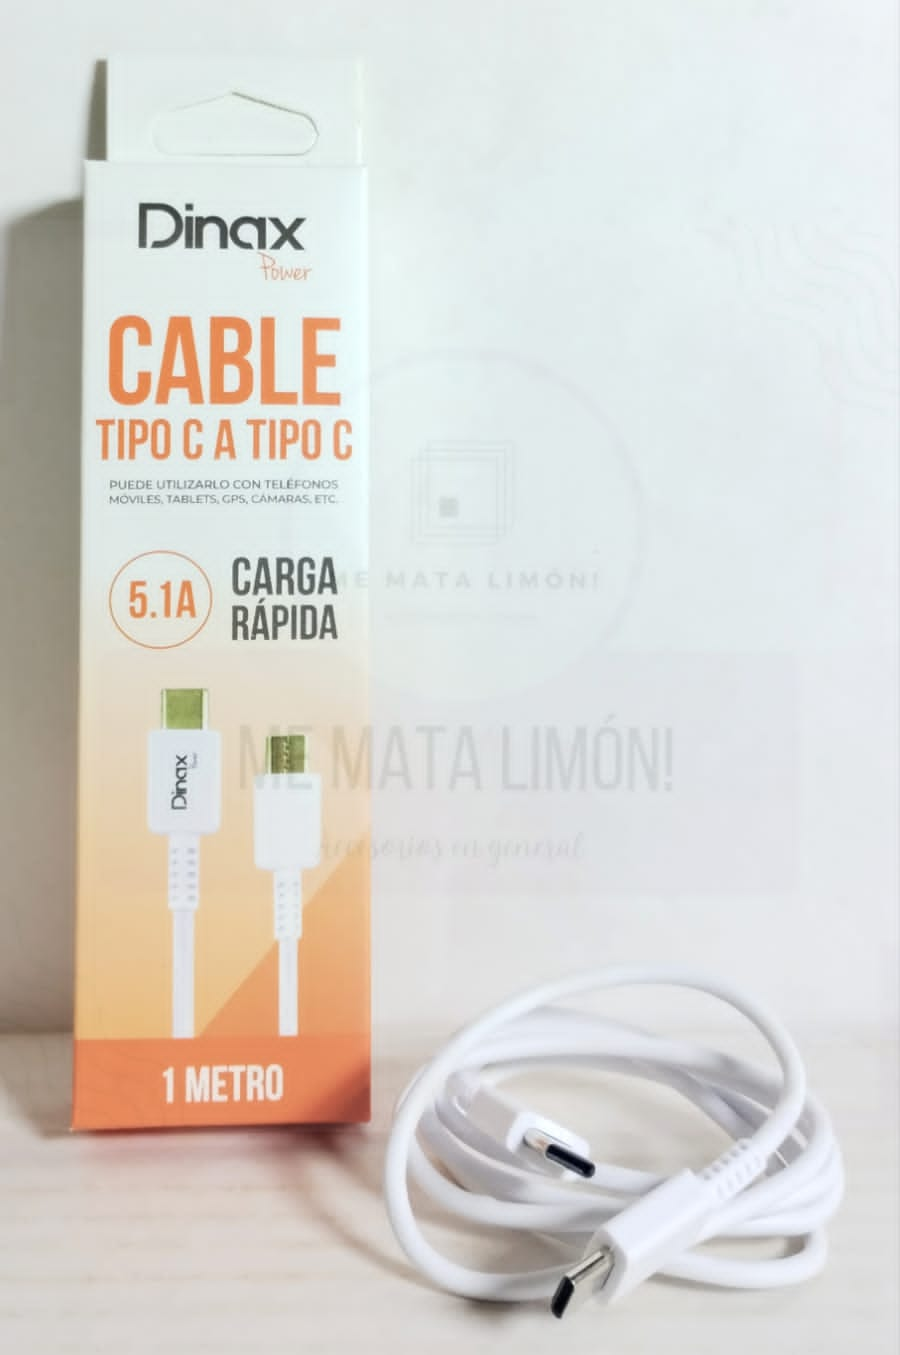 Dinax
Power
CABLE
TIPO C A TIPO C
PUEDE UTILIZARLO CON TELÉFONOS
MÓVILES, TABLETS, GPS, CÁMARAS, ETC.
5.1A
CARGA
RÁPIDA
ME MATA LIMÓN!
Dinax
Power
ME MATA LIMÓN!
Accesorios en general
1 METRO